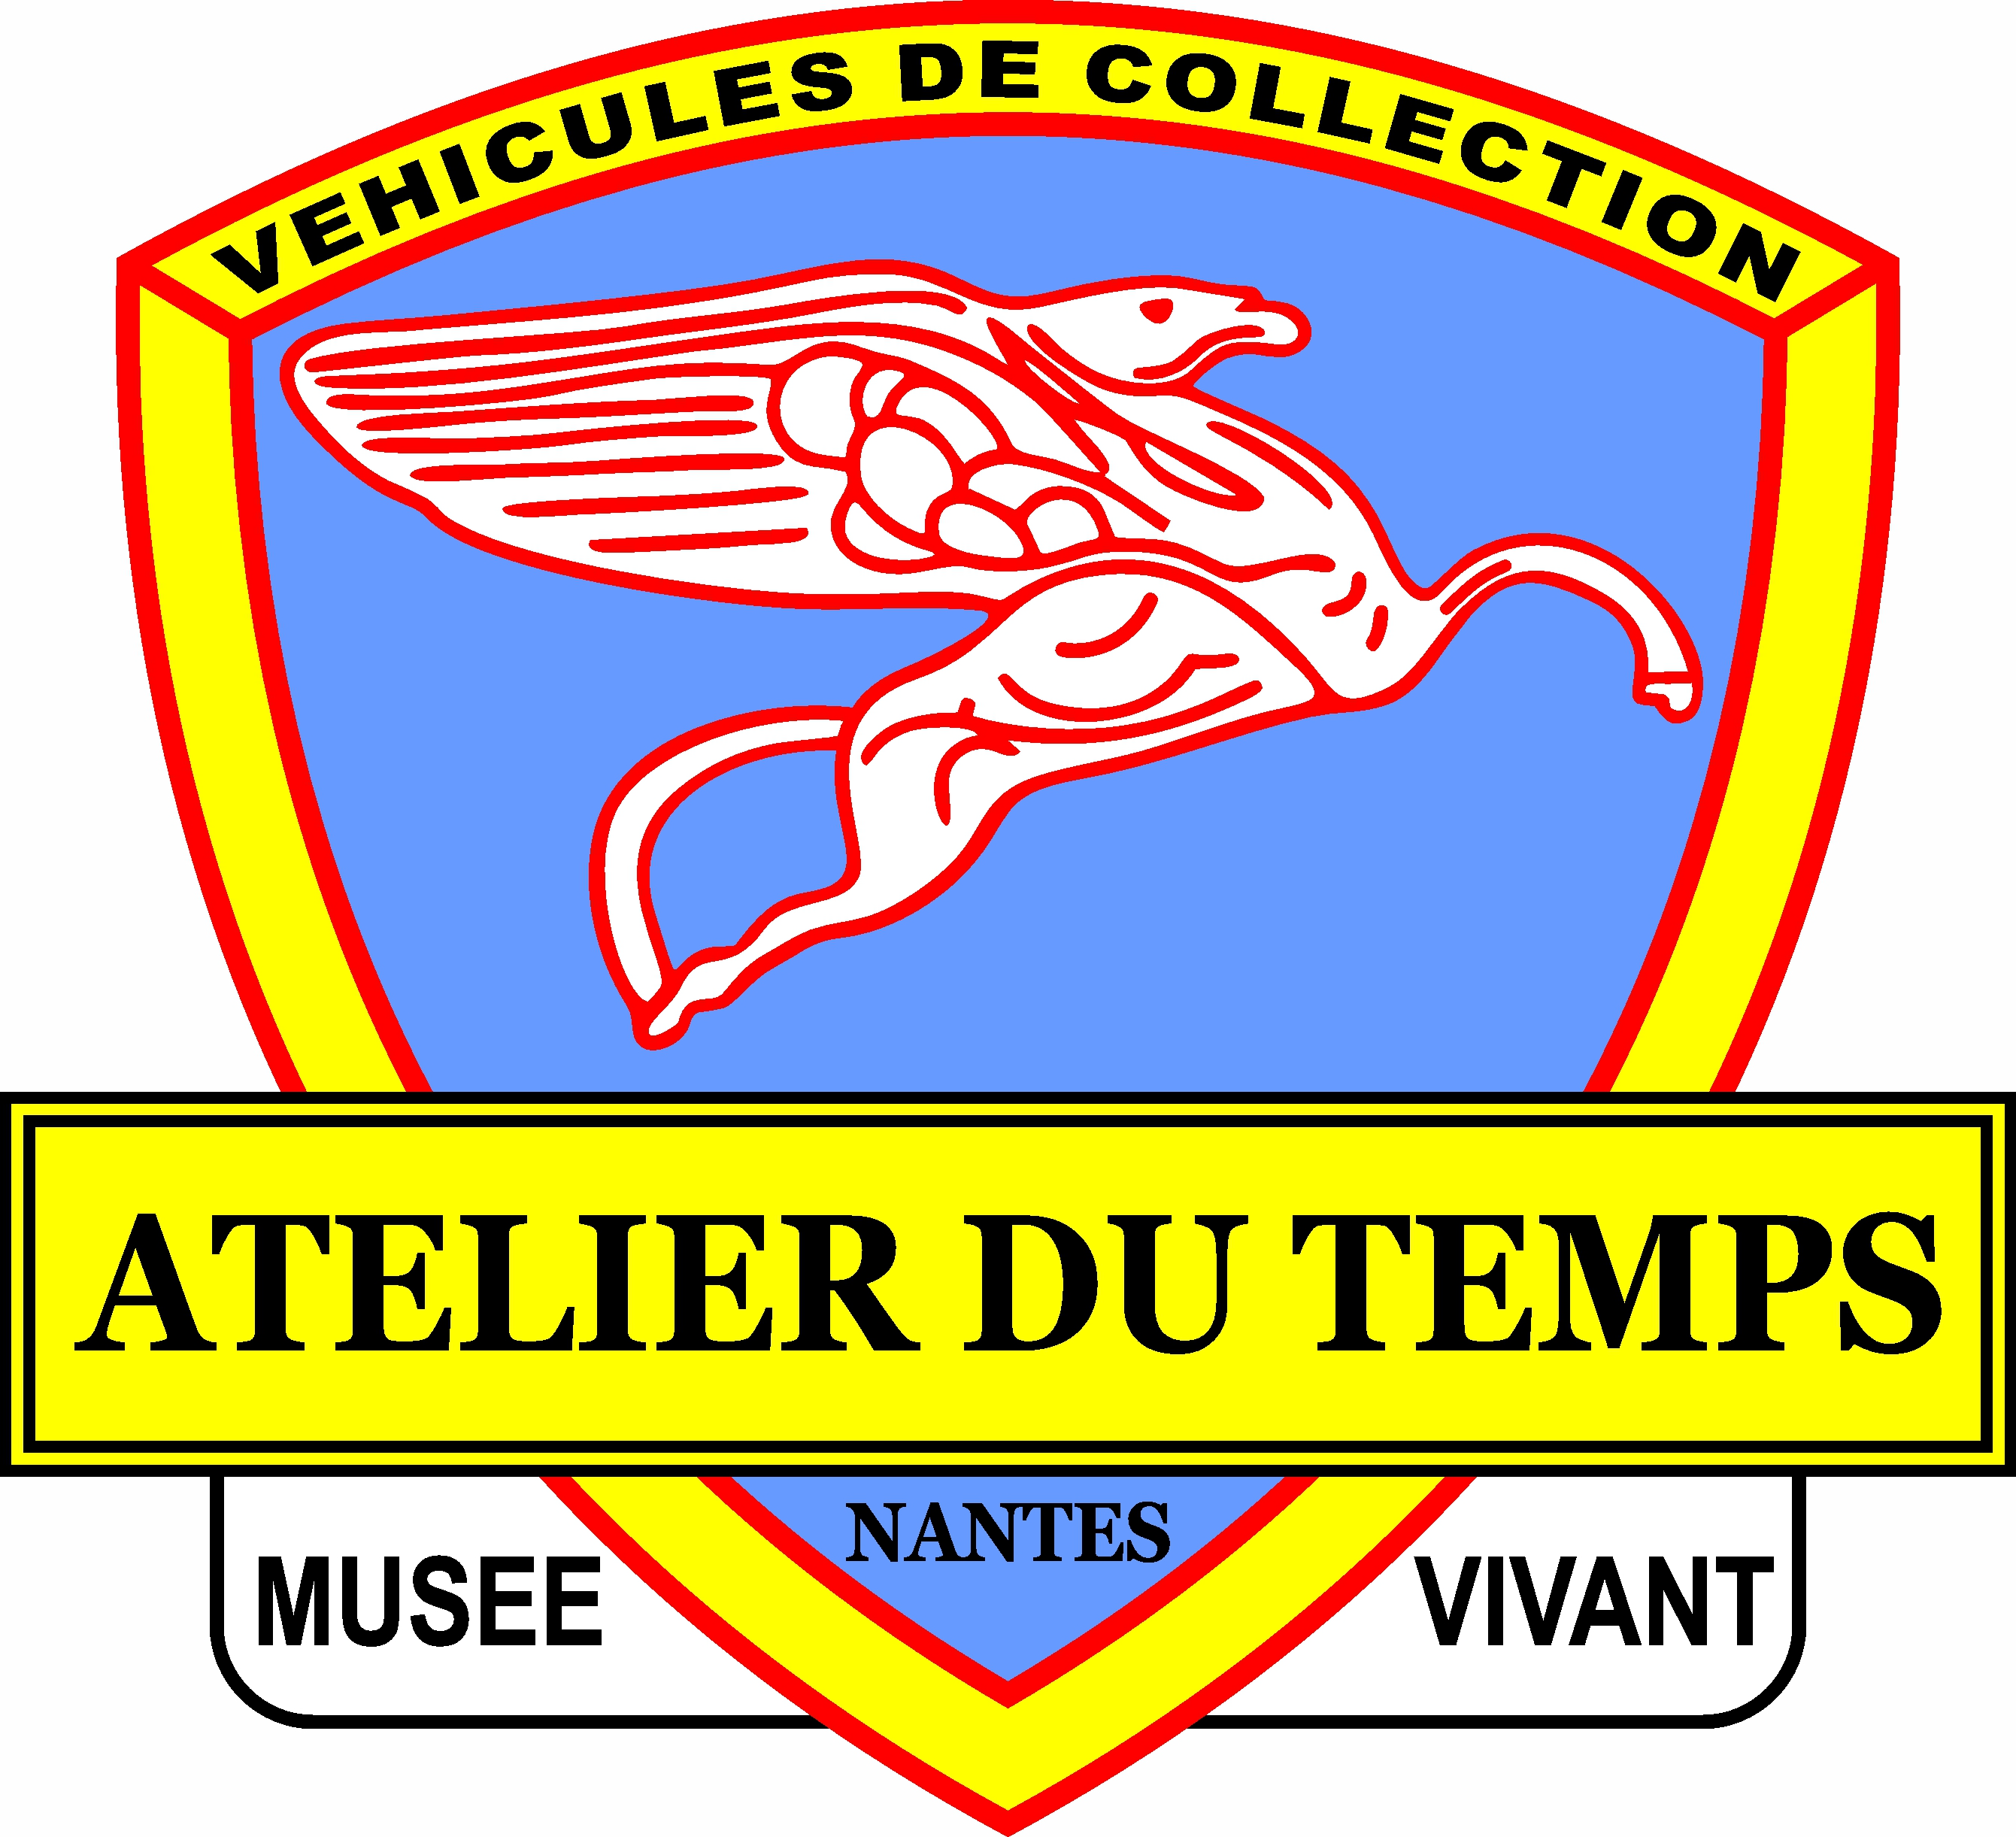 VEHICULES DE COLLECTION
ATELIER DU TEMPS
NANTES
MUSEE VIVANT